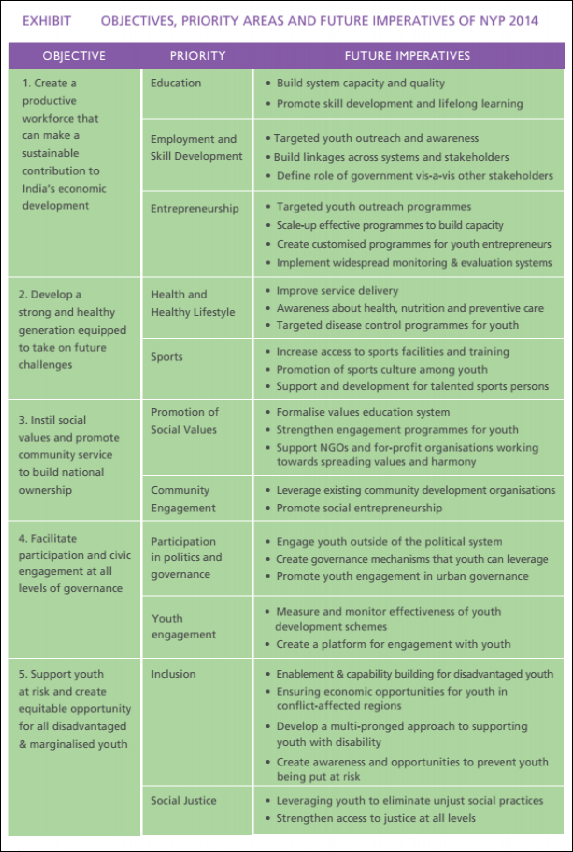 EXHIBIT OBJECTIVES, PRIORITY AREAS AND FUTURE IMPERATIVES OF NYP 2014
OBJECTIVE PRIORITY FUTURE IMPERATIVES
1. Create a
productive
workforce that
can make a
sustainable
contribution to
India's economic
development
Education
• Build system capacity and quality
• Promote skill development and lifelong learning
Employment and
Skill Development
• Targeted youth outreach and awareness
• Build linkages across systems and stakeholders
• Define role of government vis-a-vis other stakeholders
Entrepreneurship
• Targeted youth outreach programmes
• Scale-up effective programmes to build capacity
• Create customised programmes for youth entrepreneurs
• Implement widespread monitoring & evaluation systems
2. Develop a
strong and healthy
generation equipped
to take on future
challenges
Health and
Healthy Lifestyle
• Improve service delivery
• Awareness about health, nutrition and preventive care
• Targeted disease control programmes for youth
Sports
• Increase access to sports facilities and training
• Promotion of sports culture among youth
• Support and development for talented sports persons
3. Instil social
values and promote
community service
to build national
ownership
Promotion of
Social Values
• Formalise values education system
• Strengthen engagement programmes for youth
• Support NGOs and for-profit organisations working
towards spreading values and harmony
Community
Engagement
• Leverage existing community development organisations
• Promote social entrepreneurship
4. Facilitate
participation and civic
engagement at all
levels of governance
Participation
in politics and
governance
• Engage youth outside of the political system
• Create governance mechanisms that youth can leverage
• Promote youth engagement in urban governance
Youth
engagement
• Measure and monitor effectiveness of youth
development schemes
• Create a platform for engagement with youth
5. Support youth
at risk and create
equitable opportunity
for all disadvantaged
& marginalised youth
Inclusion
• Enablement & capability building for disadvantaged youth
• Ensuring economic opportunities for youth in
conflict-affected regions
• Develop a multi-pronged approach to supporting
youth with disability
• Create awareness and opportunities to prevent youth
being put at risk
Social Justice
• Leveraging youth to eliminate unjust social practices
• Strengthen access to justice at all levels